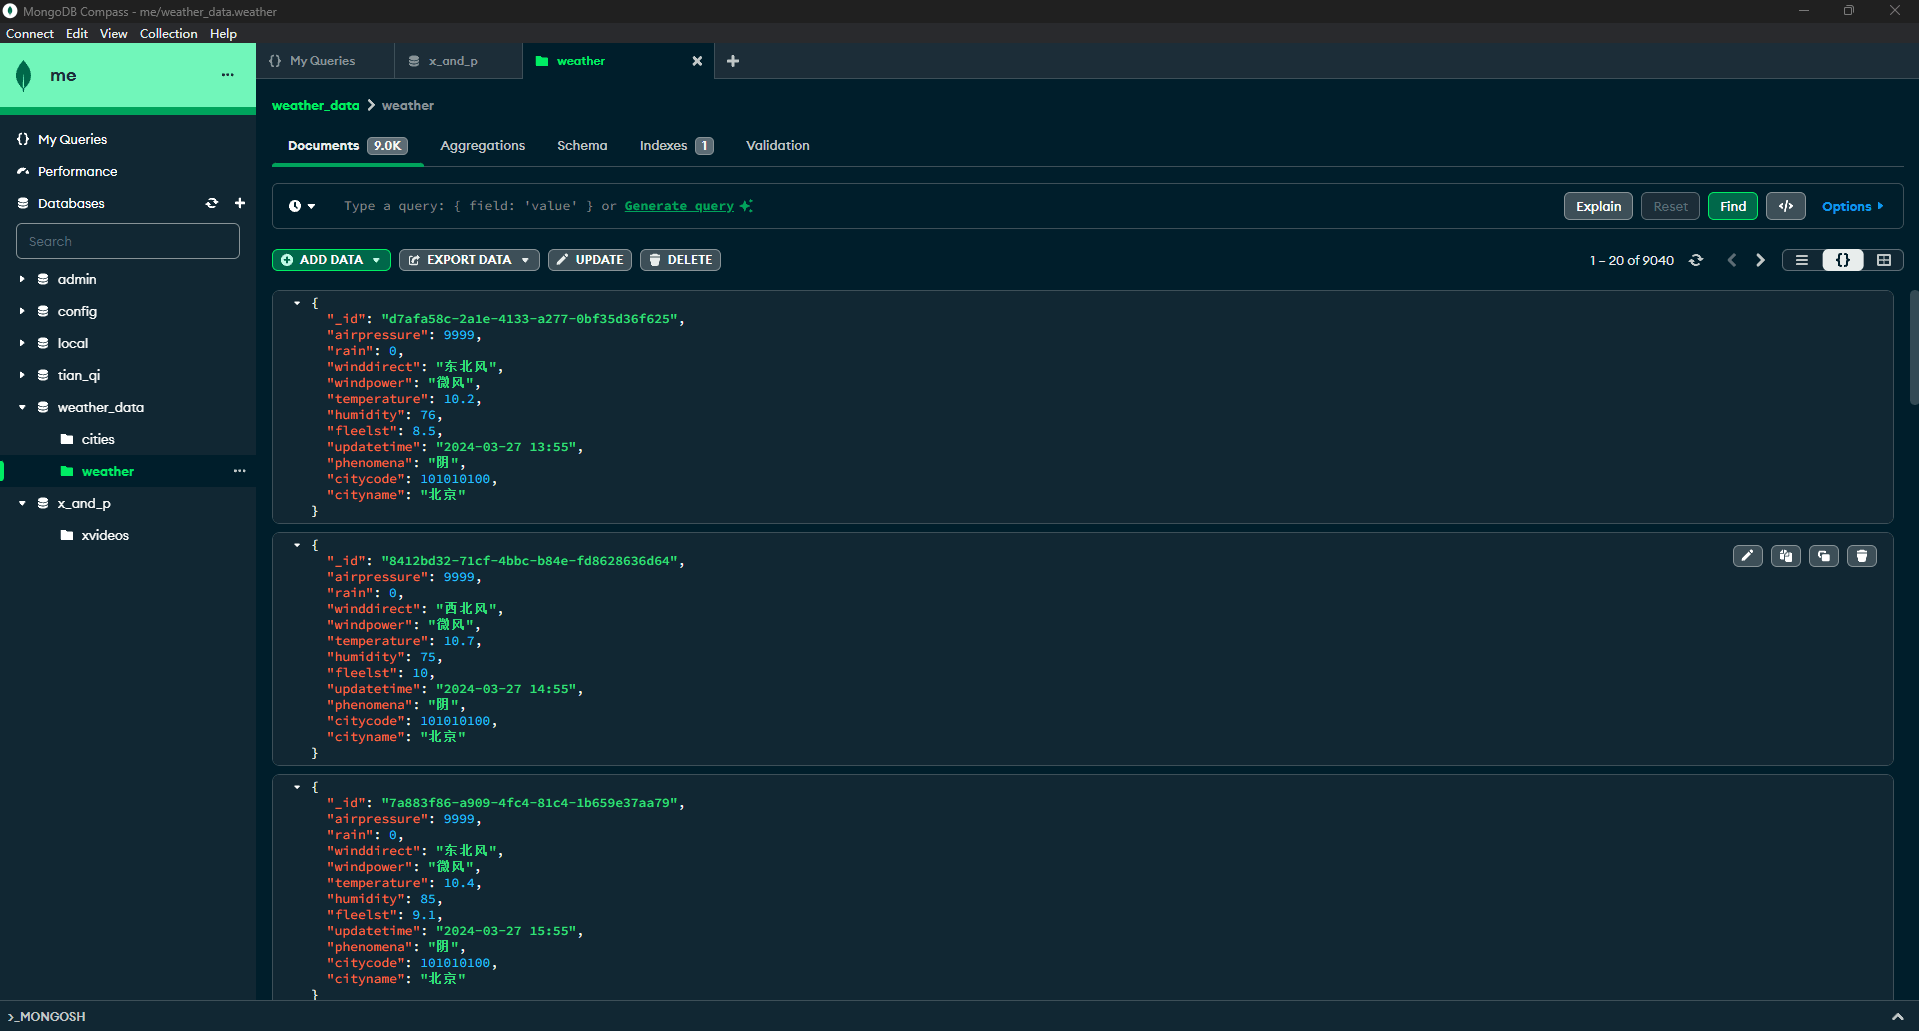 MongoDB Compass - me/weather_data.weather
Connect Edit View Collection Help
me
My Queries
x_and_p
weather
weather_data > weather
{} My Queries
Performance
Databases
Search
admin
config
local
tian_qi
weather_data
cities
weather
x_and_p
xvideos
Documents 9.0K Aggregations Schema Indexes 1 Validation
Type a query: { field: 'value' } or Generate query
Explain Reset Find </> Options
ADD DATA EXPORT DATA UPDATE DELETE
1 – 20 of 9040 {}
{
"_id": "d7afa58c-2a1e-4133-a277-0bf35d36f625",
"airpressure": 9999,
"rain": 0,
"winddirect": "东北风",
"windpower": "微风",
"temperature": 10.2,
"humidity": 76,
"fleelst": 8.5,
"updatetime": "2024-03-27 13:55",
"phenomena": "阴",
"citycode": 101010100,
"cityname": "北京"
}
{
"_id": "8412bd32-71cf-4bbc-b84e-fd8628636d64",
"airpressure": 9999,
"rain": 0,
"winddirect": "西北风",
"windpower": "微风",
"temperature": 10.7,
"humidity": 75,
"fleelst": 10,
"updatetime": "2024-03-27 14:55",
"phenomena": "阴",
"citycode": 101010100,
"cityname": "北京"
}
{
"_id": "7a883f86-a909-4fc4-81c4-1b659e37aa79",
"airpressure": 9999,
"rain": 0,
"winddirect": "东北风",
"windpower": "微风",
"temperature": 10.4,
"humidity": 85,
"fleelst": 9.1,
"updatetime": "2024-03-27 15:55",
"phenomena": "阴",
"citycode": 101010100,
"cityname": "北京"
}
>_MONGOSH